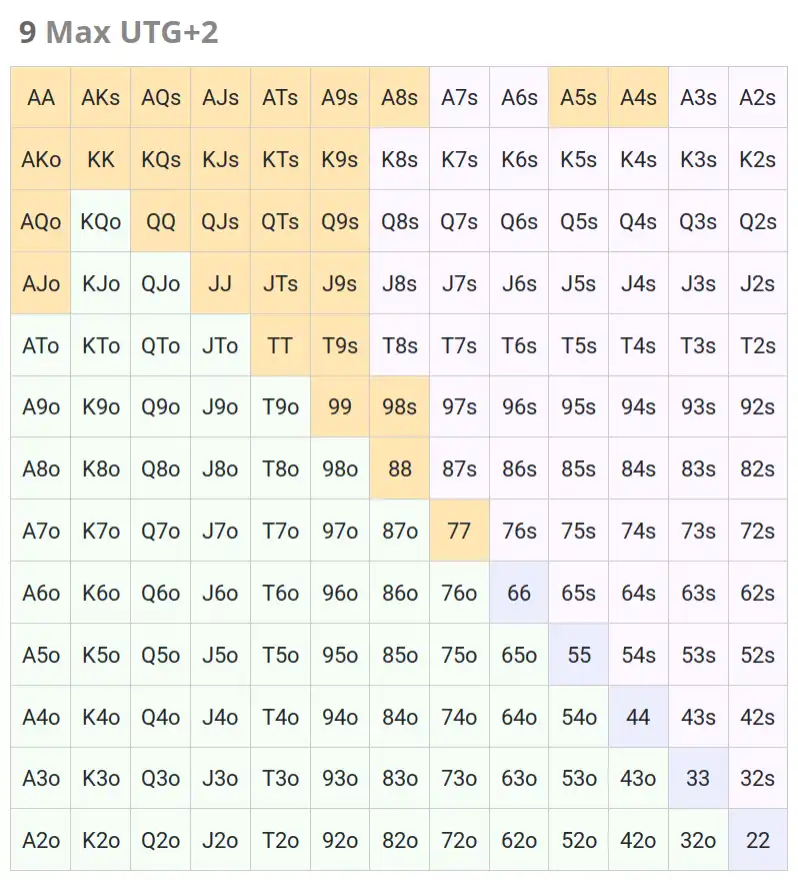 9 Max UTG+2
AA AKs AQs AJs ATs A9s A8s A7s A6s A5s A4s A3s A2s
AKo KK KQs KJs KTs K9s K8s K7s K6s K5s K4s K3s K2s
AQo KQo QQ QJs QTs Q9s Q8s Q7s Q6s Q5s Q4s Q3s Q2s
AJo KJo QJo JJ JTs J9s J8s J7s J6s J5s J4s J3s J2s
ATo KTo QTo JTo TT T9s T8s T7s T6s T5s T4s T3s T2s
A9o K9o Q9o J9o T9o 99 98s 97s 96s 95s 94s 93s 92s
A8o K8o Q8o J8o T8o 98o 88 87s 86s 85s 84s 83s 82s
A7o K7o Q7o J7o T7o 97o 87o 77 76s 75s 74s 73s 72s
A6o K6o Q6o J6o T6o 96o 86o 76o 66 65s 64s 63s 62s
A5o K5o Q5o J5o T5o 95o 85o 75o 65o 55 54s 53s 52s
A4o K4o Q4o J4o T4o 94o 84o 74o 64o 54o 44 43s 42s
A3o K3o Q3o J3o T3o 93o 83o 73o 63o 53o 43o 33 32s
A2o K2o Q2o J2o T2o 92o 82o 72o 62o 52o 42o 32o 22